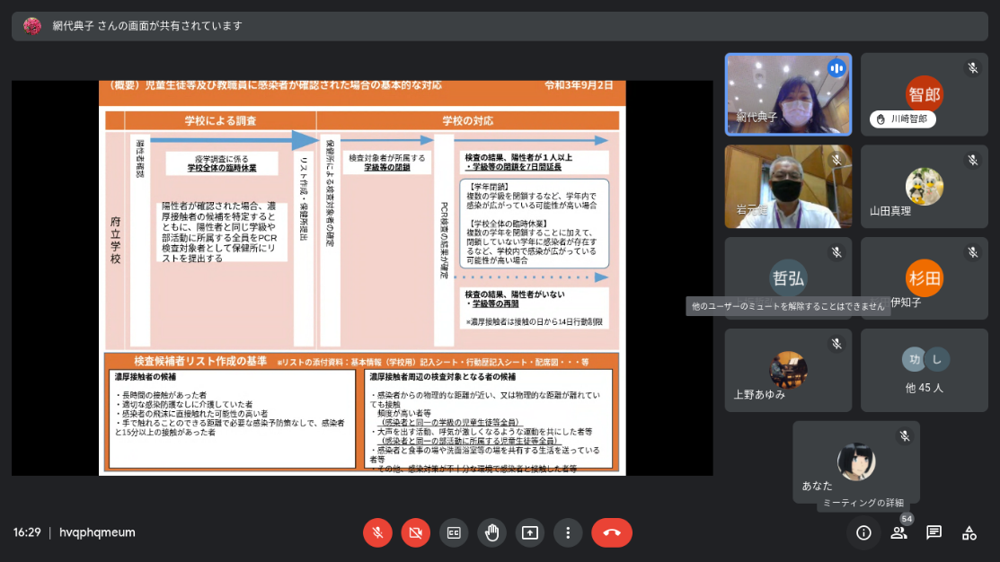 網代典子 さんの画面が共有されています
(概要)児童生徒等及び教職員に感染者が確認された場合の基本的な対応
令和3年9月2日
学校による調査
学校の対応
府立学校
陽性者確認
疫学調査に係る
学校全体の臨時休業
陽性者が確認された場合、濃
厚接触者の候補を特定すると
ともに、陽性者と同じ学級や
部活動に所属する全員をPCR
検査対象者として保健所にリ
ストを提出する
リスト作成・保健所提出
保健所による検査対象者の確定
検査対象者が所属する
学級等の閉鎖
PCR検査の結果が確定
検査の結果、陽性者が1人以上
・学級等の閉鎖を7日間延長
【学年閉鎖】
複数の学級を閉鎖するなど、学年内で
感染が広がっている可能性が高い場合
【学校全体の臨時休業】
複数の学年を閉鎖することに加えて、
閉鎖していない学年に感染者が存在す
るなど、学校内で感染が広がっている
可能性が高い場合
検査の結果、陽性者がいない
・学級等の再開
※濃厚接触者は接触の日から14日行動制限
検査候補者リスト作成の基準 ※リストの添付資料:基本情報(学校用)記入シート・行動歴記入シート・配席図・・・等
濃厚接触者の候補
・長時間の接触があった者
・適切な感染防護なしに介護していた者
・感染者の飛沫に直接触れた可能性の高い者
・手で触れることのできる距離で必要な感染予防策なしで、感染者
と15分以上の接触があった者
濃厚接触者周辺の検査対象となる者の候補
・感染者からの物理的な距離が近い、又は物理的な距離が離れてい
ても接触
頻度が高い者等
(感染者と同一の学級の児童生徒等全員)
・大声を出す活動、呼気が激しくなるような運動を共にした者等
(感染者と同一の部活動に所属する児童生徒等全員)
・感染者と食事の場や洗面浴室等の場を共有する生活を送っている
者等
・その他、感染対策が不十分な環境で感染者と接触した者等
網代典子
智郎
川崎智郎
岩元
山田真理
哲弘
杉田
伊知子
他のユーザーのミュートを解除することはできません
上野あゆみ
功 し
他 45 人
あなた
ミーティングの詳細
16:29 | hvqphqmeum
54